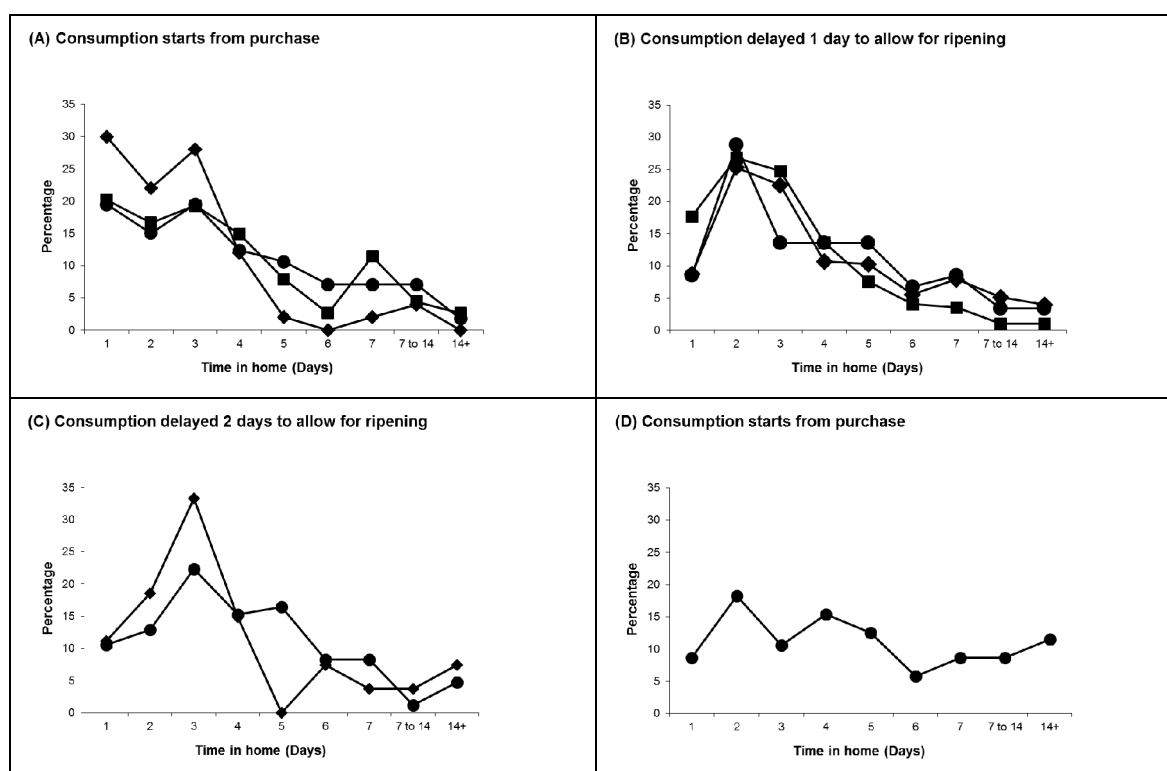 (A) Consumption starts from purchase
35
30
25
20
15
10
5
0
Percentage
1 2 3 4 5 6 7 7 to 14 14+
Time in home (Days)
(B) Consumption delayed 1 day to allow for ripening
35
30
25
20
15
10
5
0
Percentage
1 2 3 4 5 6 7 7 to 14 14+
Time in home (Days)
(C) Consumption delayed 2 days to allow for ripening
35
30
25
20
15
10
5
0
Percentage
1 2 3 4 5 6 7 7 to 14 14+
Time in home (Days)
(D) Consumption starts from purchase
35
30
25
20
15
10
5
0
Percentage
1 2 3 4 5 6 7 7 to 14 14+
Time in home (Days)